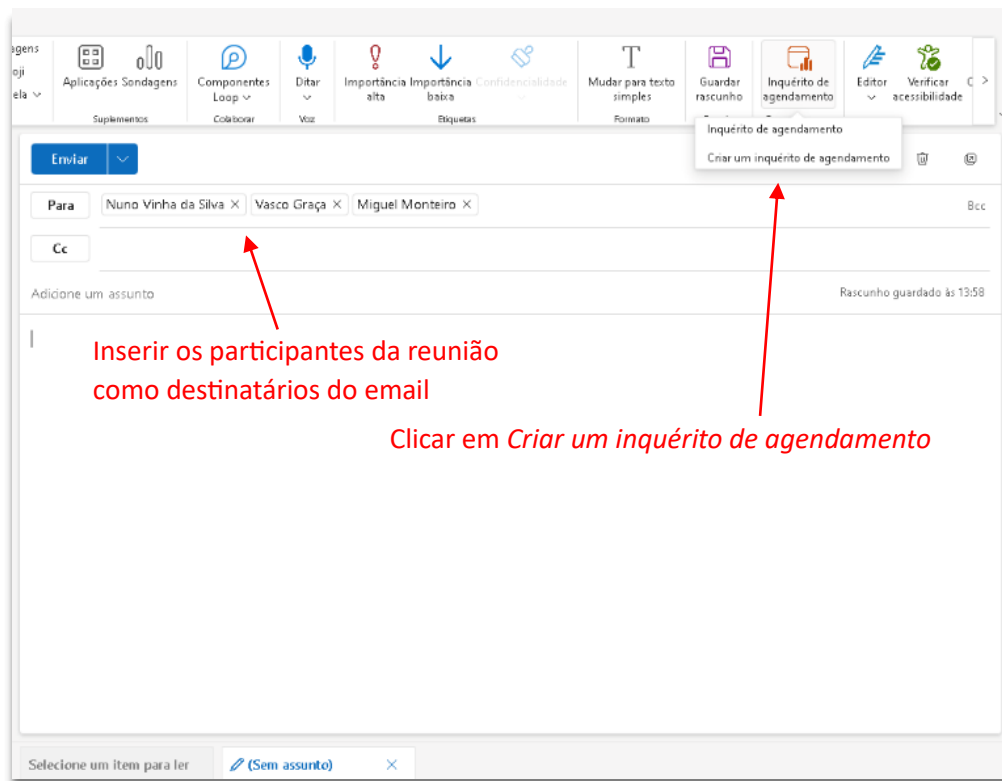 agens
oji
ela
Aplicações Sondagens
Componentes
Loop
Ditar
Importância
alta
Importância
baixa
Confidencialidade
Mudar para texto
simples
Guardar
rascunho
Inquérito de
agendamento
Editor
Verificar
acessibilidade
Suplementos
Colaborar
Voz
Etiquetas
Formato
Inquérito de agendamento
Criar um inquérito de agendamento
Enviar
Para
Nuno Vinha da Silva
Vasco Graça
Miguel Monteiro
Bcc
Cc
Adicione um assunto
Rascunho guardado às 13:58
Inserir os participantes da reunião
como destinatários do email
Clicar em Criar um inquérito de agendamento
Selecione um item para ler
(Sem assunto)